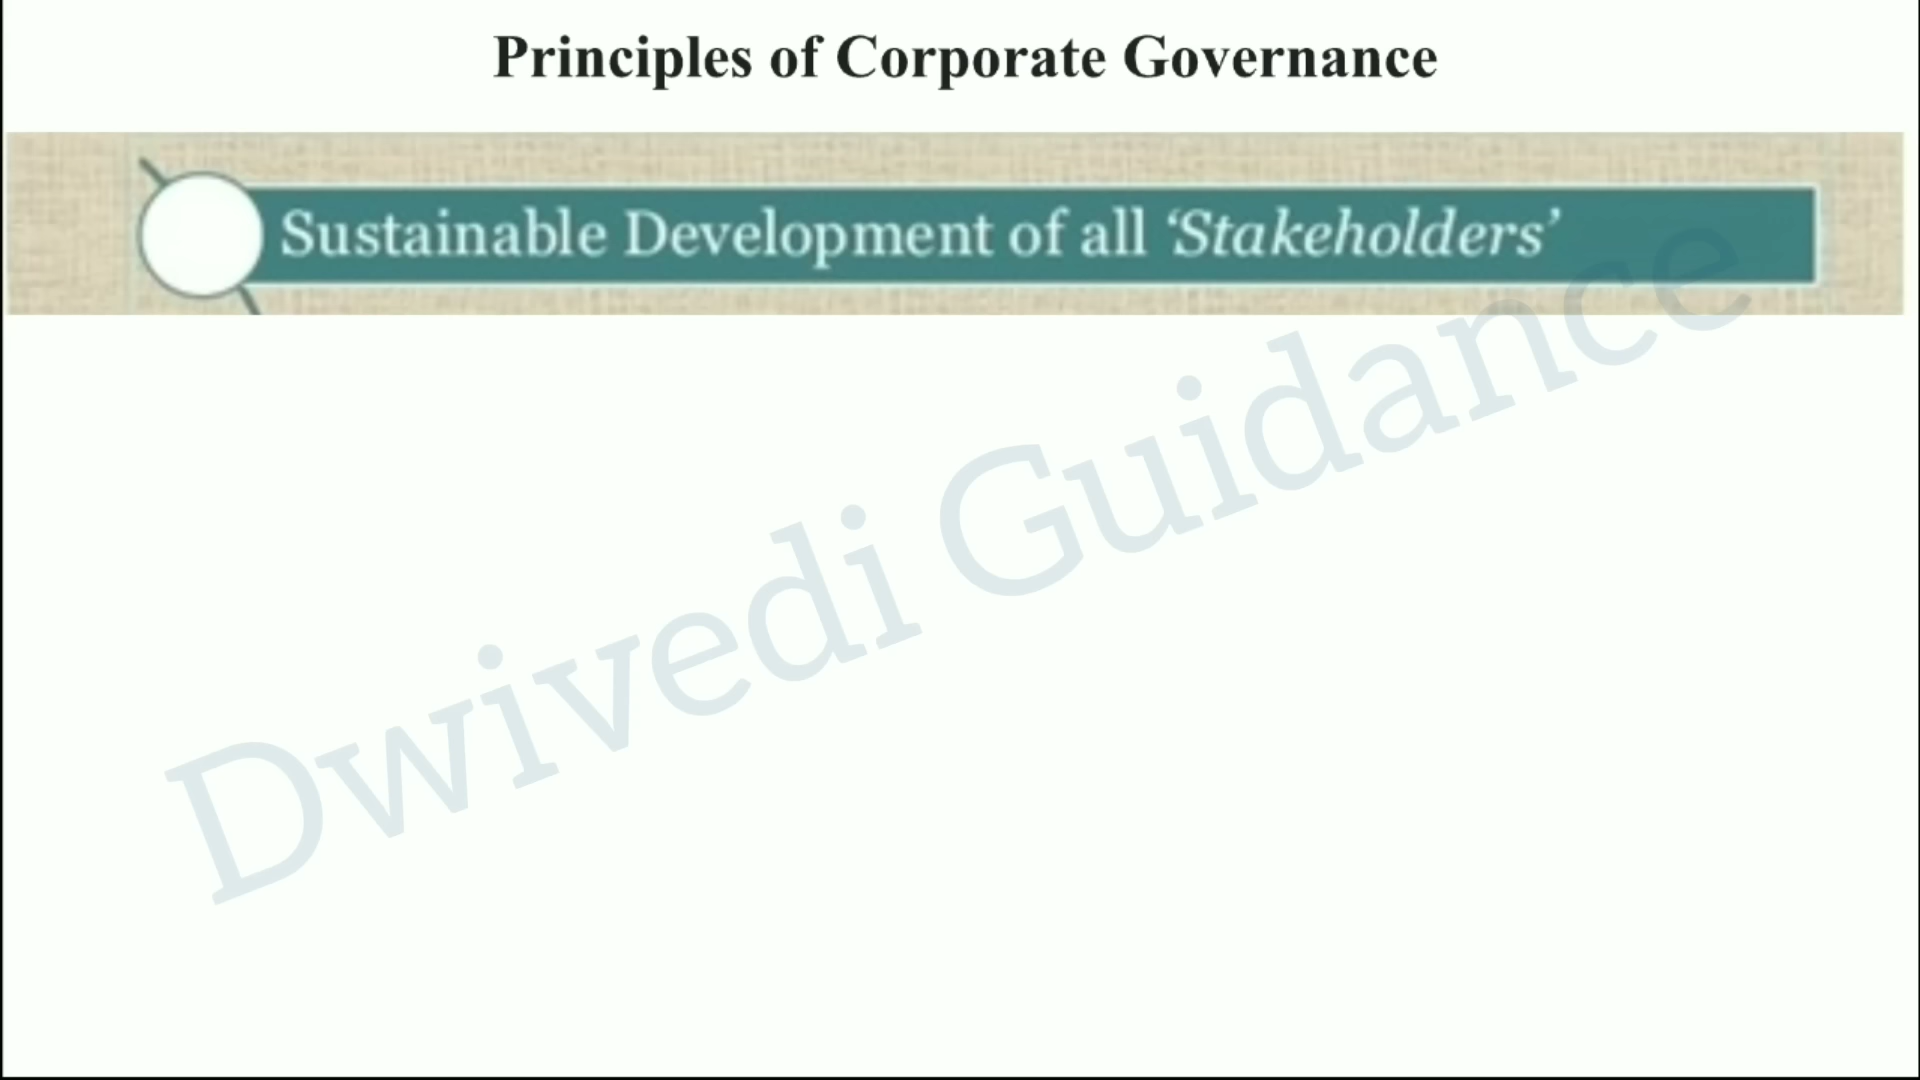 Principles of Corporate Governance
Sustainable Development of all ‘Stakeholders’
Dwivedi Guidance